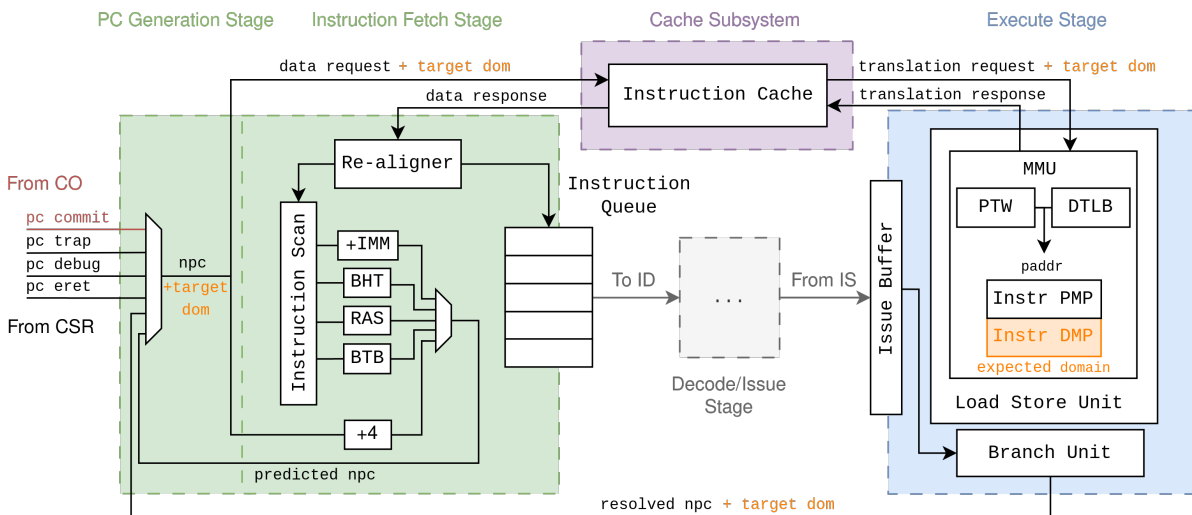 PC Generation Stage
Instruction Fetch Stage
Cache Subsystem
Execute Stage
data request + target dom
translation request + target dom
data response
Instruction Cache
translation response
Re-aligner
MMU
From CO
Instruction
Queue
PTW
DTLB
pc commit
pc trap
pc debug
pc eret
npc
+target
dom
From CSR
Instruction Scan
+IMM
BHT
RAS
BTB
+4
predicted npc
To ID
...
From IS
Decode/Issue
Stage
Issue Buffer
paddr
Instr PMP
Instr DMP
expected domain
Load Store Unit
Branch Unit
resolved npc + target dom